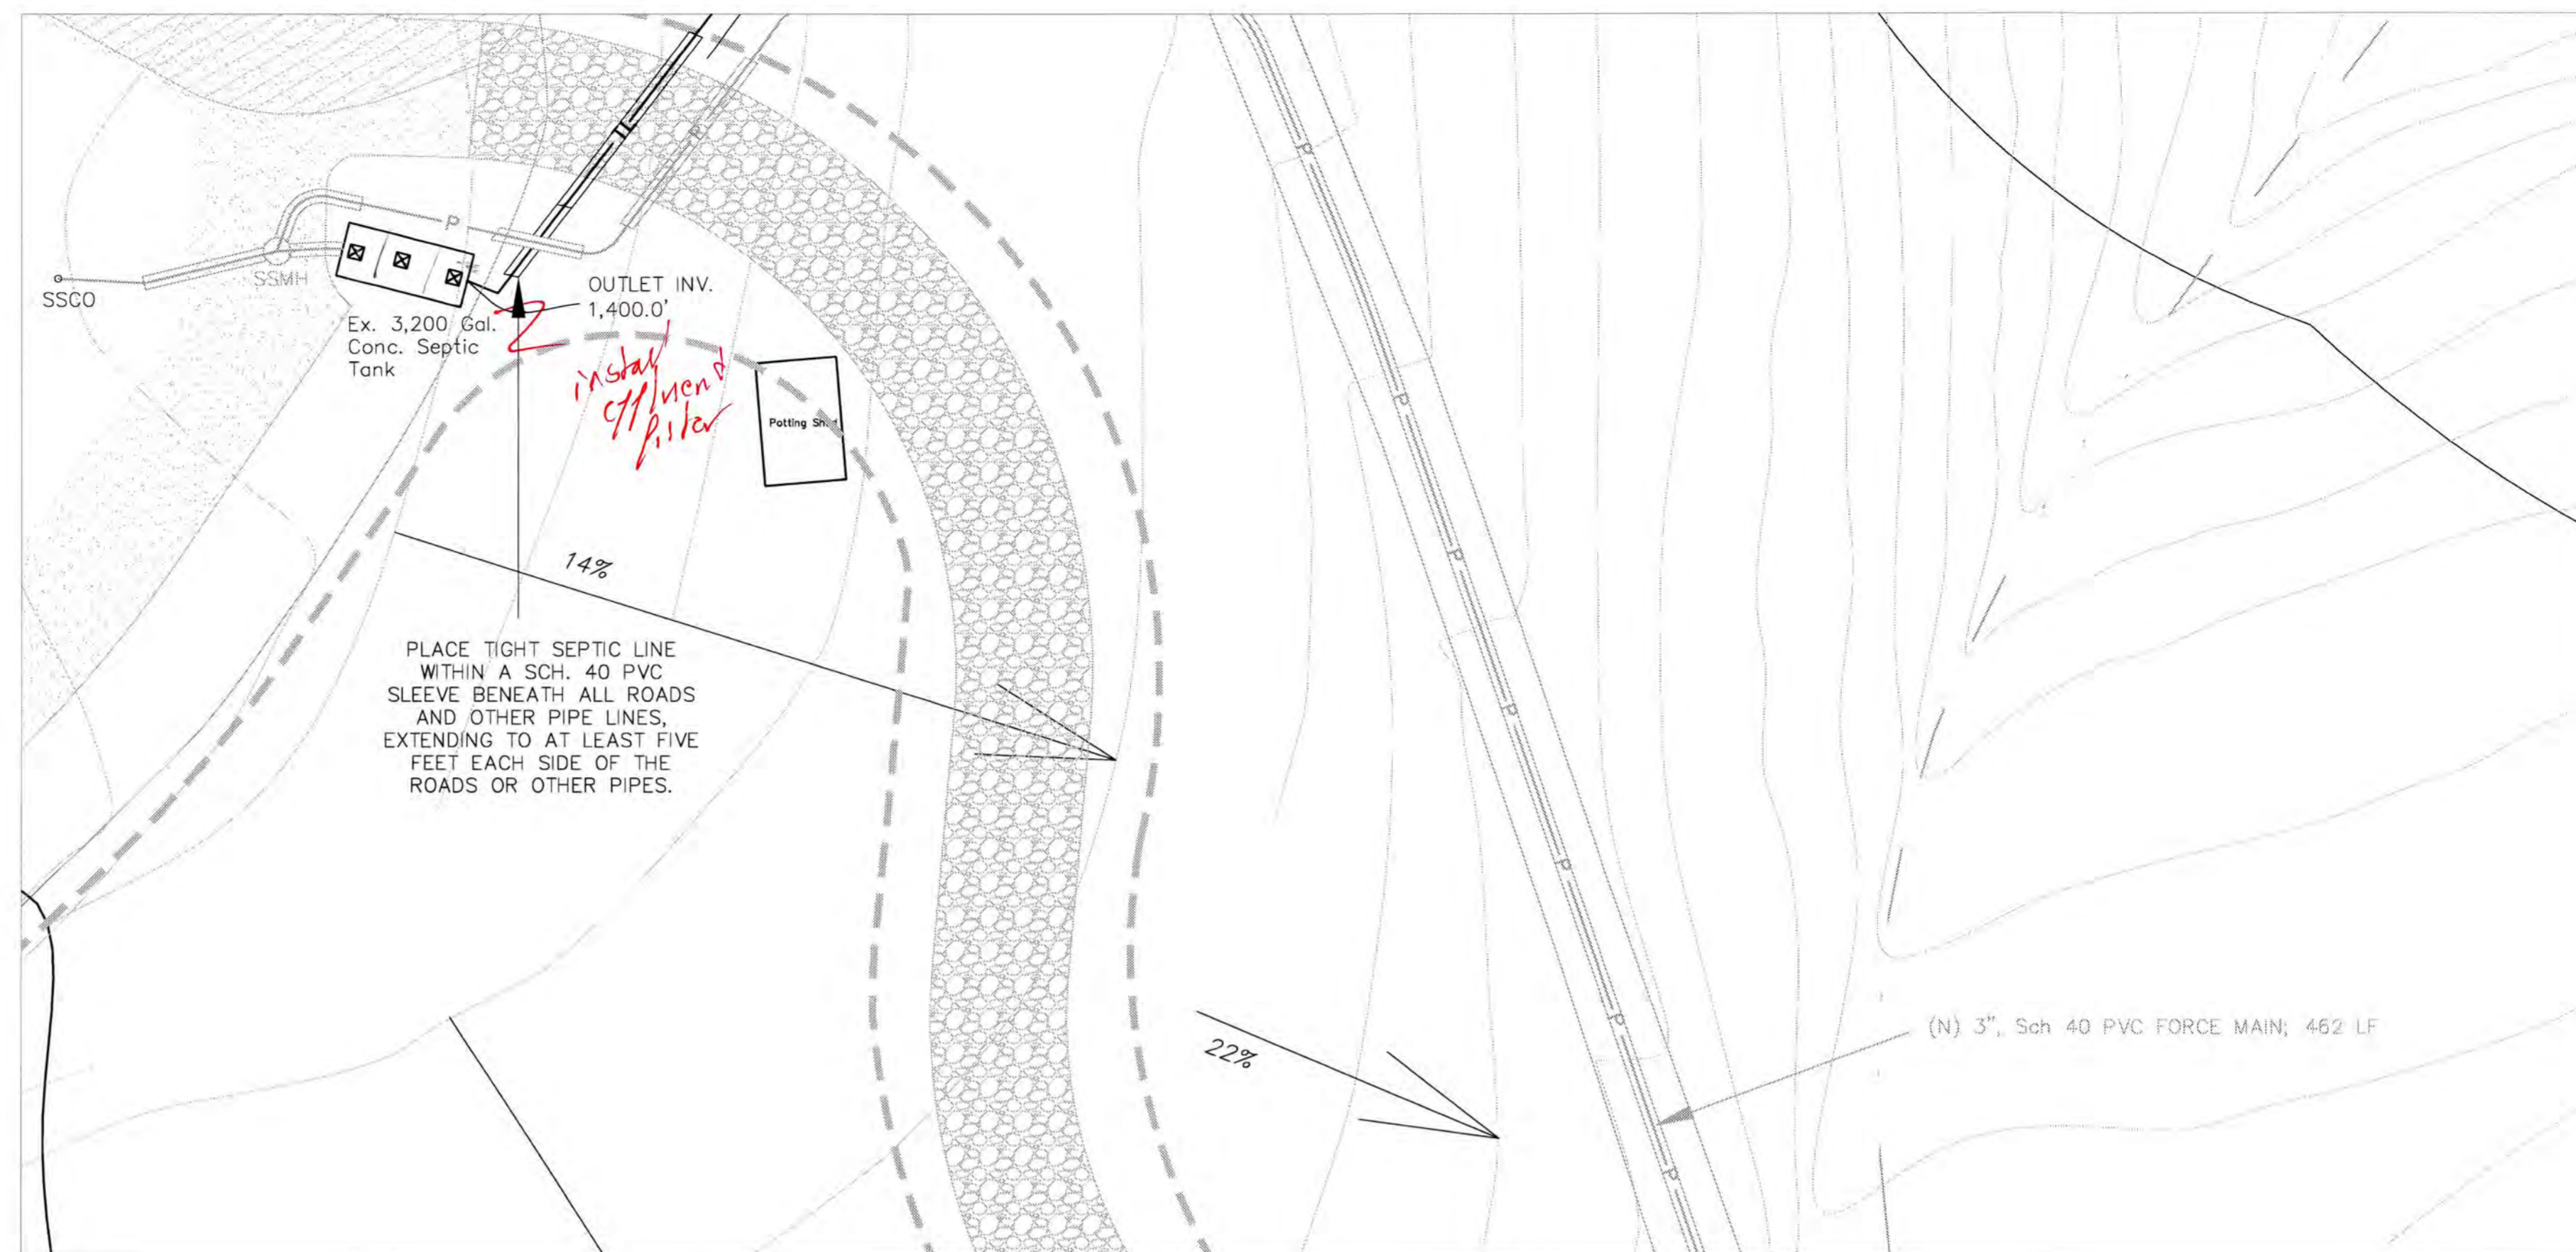 TL
P
P
SSCO
SSMH
OUTLET INV.
1,400.0'
Ex. 3,200 Gal.
Conc. Septic
Tank
install
effluent
filter
Potting Shed
14%
PLACE TIGHT SEPTIC LINE
WITHIN A SCH. 40 PVC
SLEEVE BENEATH ALL ROADS
AND OTHER PIPE LINES,
EXTENDING TO AT LEAST FIVE
FEET EACH SIDE OF THE
ROADS OR OTHER PIPES.
22%
(N) 3", Sch 40 PVC FORCE MAIN; 462 LF
P
P
P
P
P
P
P